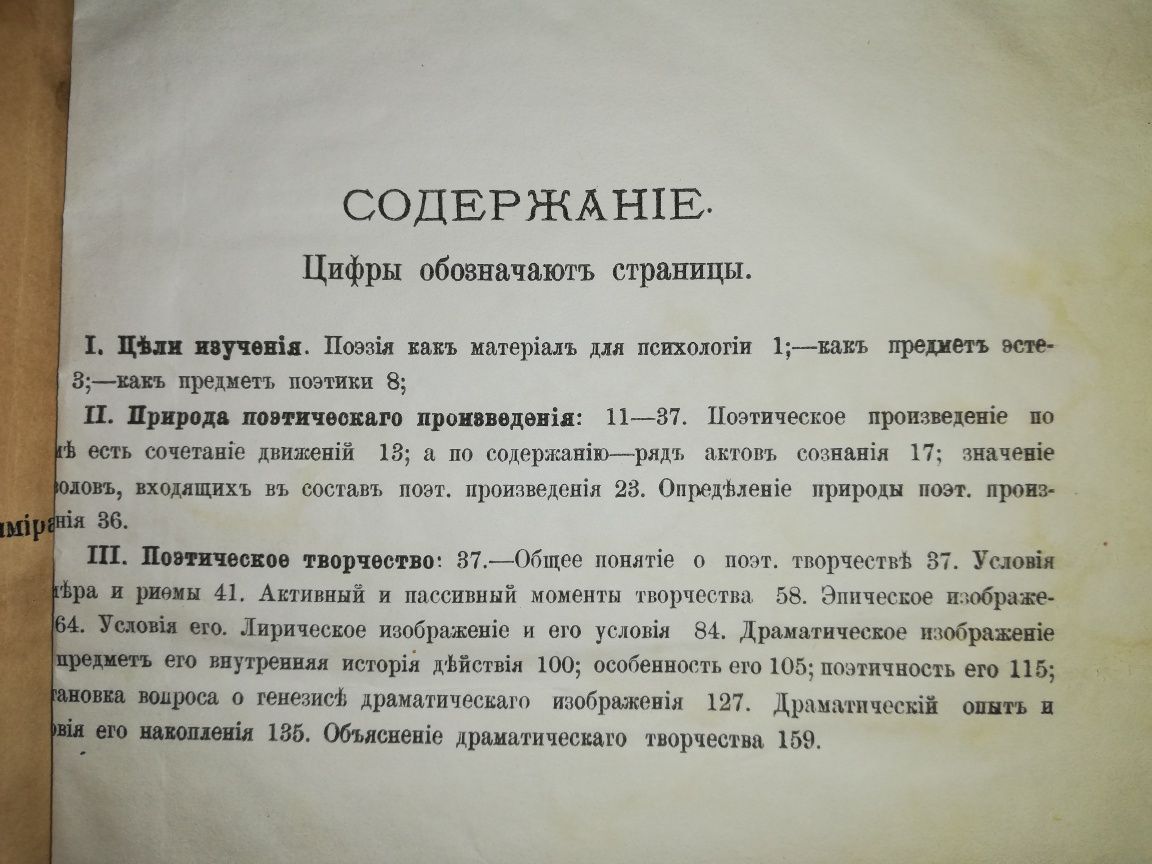 СОДЕРЖАНІЕ.
Цифры обозначаютъ страницы.
I. Цѣли изученія. Поэзія какъ матеріалъ для психологіи 1;—какъ предметъ эсте-
3;—какъ предметъ поэтики 8;
II. Природа поэтическаго произведенія: 11—37. Поэтическое произведеніе по
мѣ есть сочетаніе движеній 13; а по содержанію—рядъ актовъ сознанія 17; значеніе
воловъ, входящихъ въ составъ поэт. произведенія 23. Опредѣленіе природы поэт. произ-
нія 36.
III. Поэтическое творчество: 37.—Общее понятіе о поэт. творчествѣ 37. Условія
ѣра и риѳмы 41. Активный и пассивный моменты творчества 58. Эпическое изображе-
64. Условія его. Лирическое изображеніе и его условія 84. Драматическое изображеніе
предметъ его внутренняя исторія дѣйствія 100; особенность его 105; поэтичность его 115;
тановка вопроса о генезисѣ драматическаго изображенія 127. Драматическій опытъ и
овія его накопленія 135. Объясненіе драматическаго творчества 159.